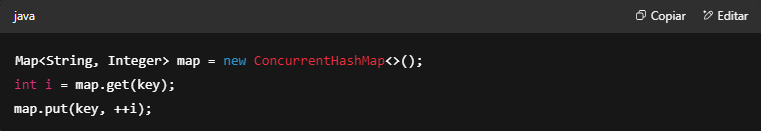 java
Copiar
Editar
Map<String, Integer> map = new ConcurrentHashMap<>();
int i = map.get(key);
map.put(key, ++i);